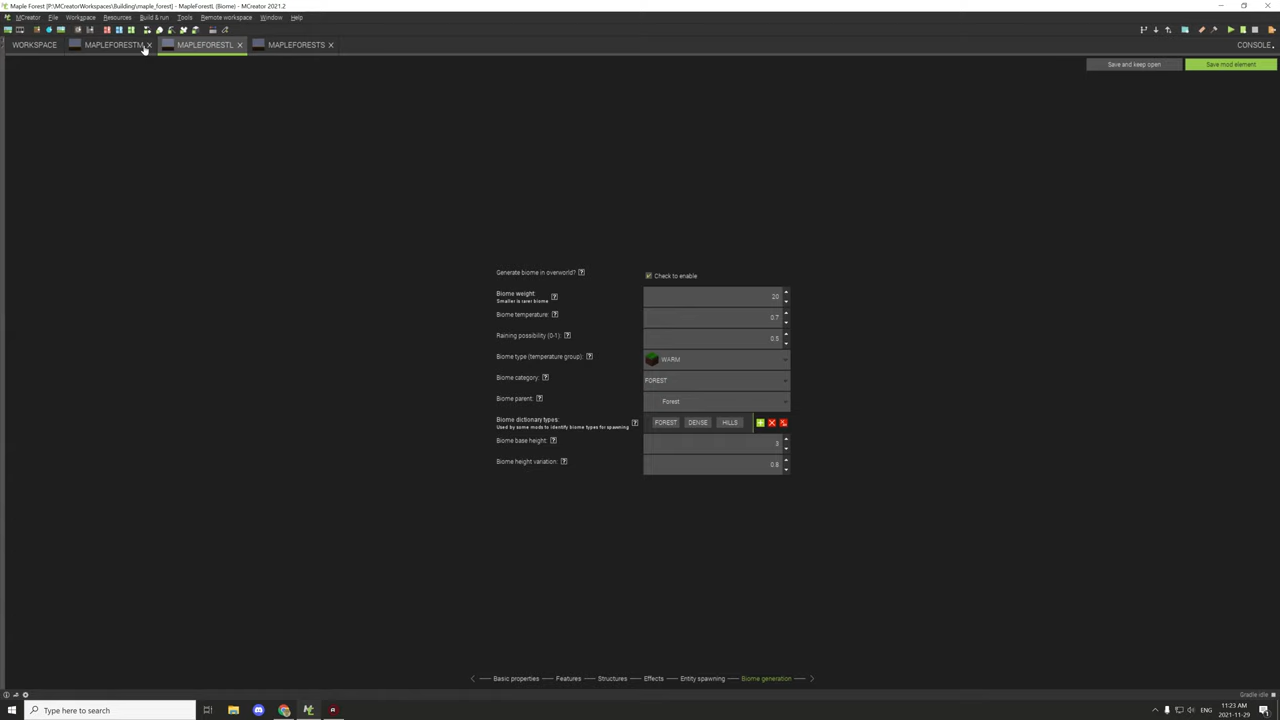 Maple Forest [P:\MCreatorWorkspaces\Building\maple_forest] - MapleForestL (Biome) - MCreator 2021.2
MCreator File Workspace Resources Build & run Tools Remote workspace Window Help
WORKSPACE MAPLEFORESTM MAPLEFORESTL MAPLEFORESTS CONSOLE
Save and keep open Save mod element
Generate biome in overworld? ? Check to enable
Biome weight: ? 20
Smaller is rarer biome
Biome temperature: ? 0.7
Raining possibility (0-1): ? 0.5
Biome type (temperature group): ? WARM
Biome category: ? FOREST
Biome parent: ? Forest
Biome dictionary types: ? FOREST DENSE HILLS
Used by some mods to identify biome types for spawning
Biome base height: ? 3
Biome height variation: ? 0.8
Basic properties Features Structures Effects Entity spawning Biome generation
Gradle idle
Type here to search
ENG
11:23 AM
2021-11-29